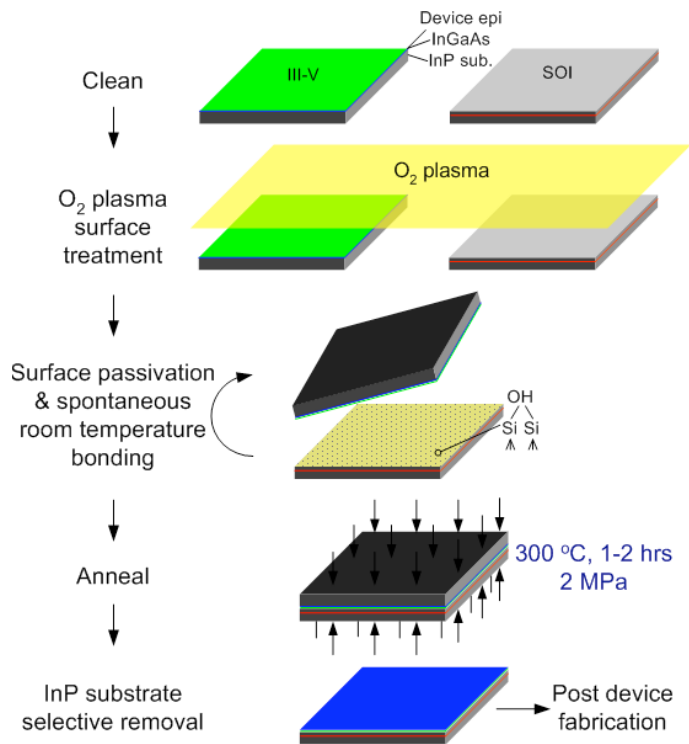 Device epi
InGaAs
InP sub.
Clean
III-V
SOI
O₂ plasma
O₂ plasma
surface
treatment
Surface passivation
& spontaneous
room temperature
bonding
OH
Si Si
Anneal
300 ºC, 1-2 hrs
2 MPa
InP substrate
selective removal
Post device
fabrication